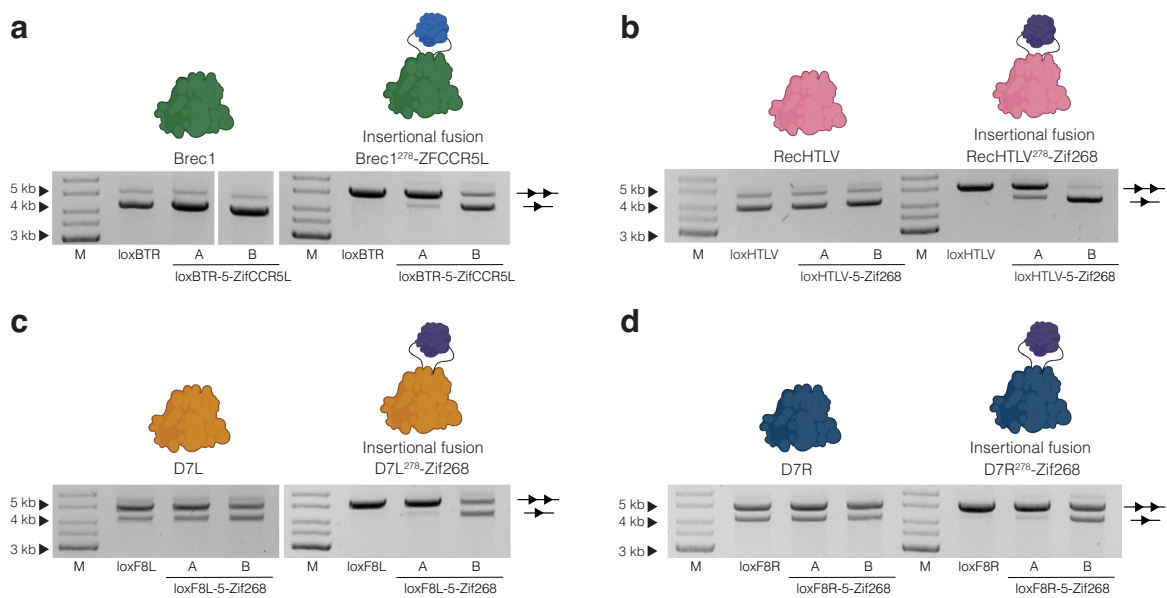 a
Brec1
Insertional fusion
Brec1²⁷⁸-ZFCCR5L
5 kb
4 kb
3 kb
M loxBTR A B M loxBTR A B
loxBTR-5-ZifCCR5L loxBTR-5-ZifCCR5L
b
RecHTLV
Insertional fusion
RecHTLV²⁷⁸-Zif268
5 kb
4 kb
3 kb
M loxHTLV A B M loxHTLV A B
loxHTLV-5-Zif268 loxHTLV-5-Zif268
c
D7L
Insertional fusion
D7L²⁷⁸-Zif268
5 kb
4 kb
3 kb
M loxF8L A B M loxF8L A B
loxF8L-5-Zif268 loxF8L-5-Zif268
d
D7R
Insertional fusion
D7R²⁷⁸-Zif268
5 kb
4 kb
3 kb
M loxF8R A B M loxF8R A B
loxF8R-5-Zif268 loxF8R-5-Zif268